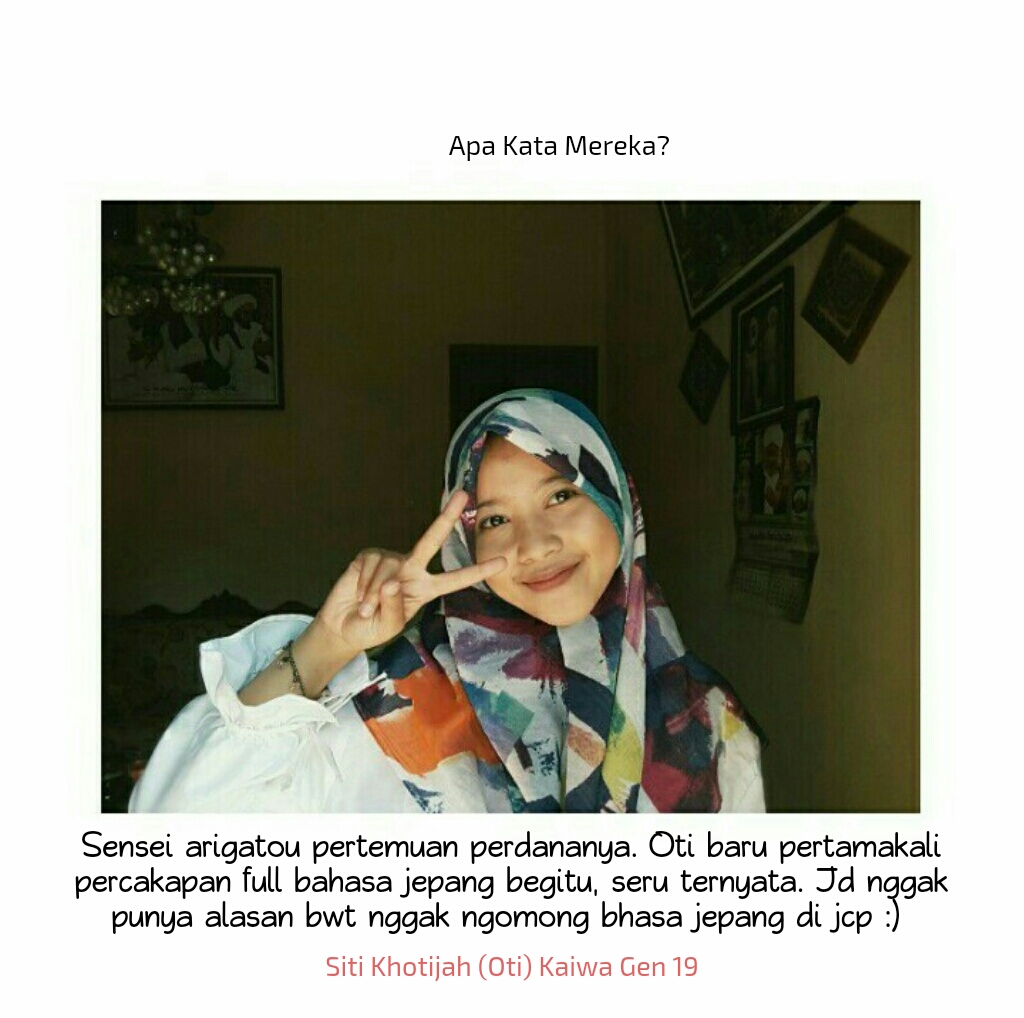 Apa Kata Mereka?
Sensei arigatou pertemuan perdananya. Oti baru pertamakali
percakapan full bahasa jepang begitu, seru ternyata. Jd nggak
punya alasan bwt nggak ngomong bhasa jepang di jcp :)
Siti Khotijah (Oti) Kaiwa Gen 19